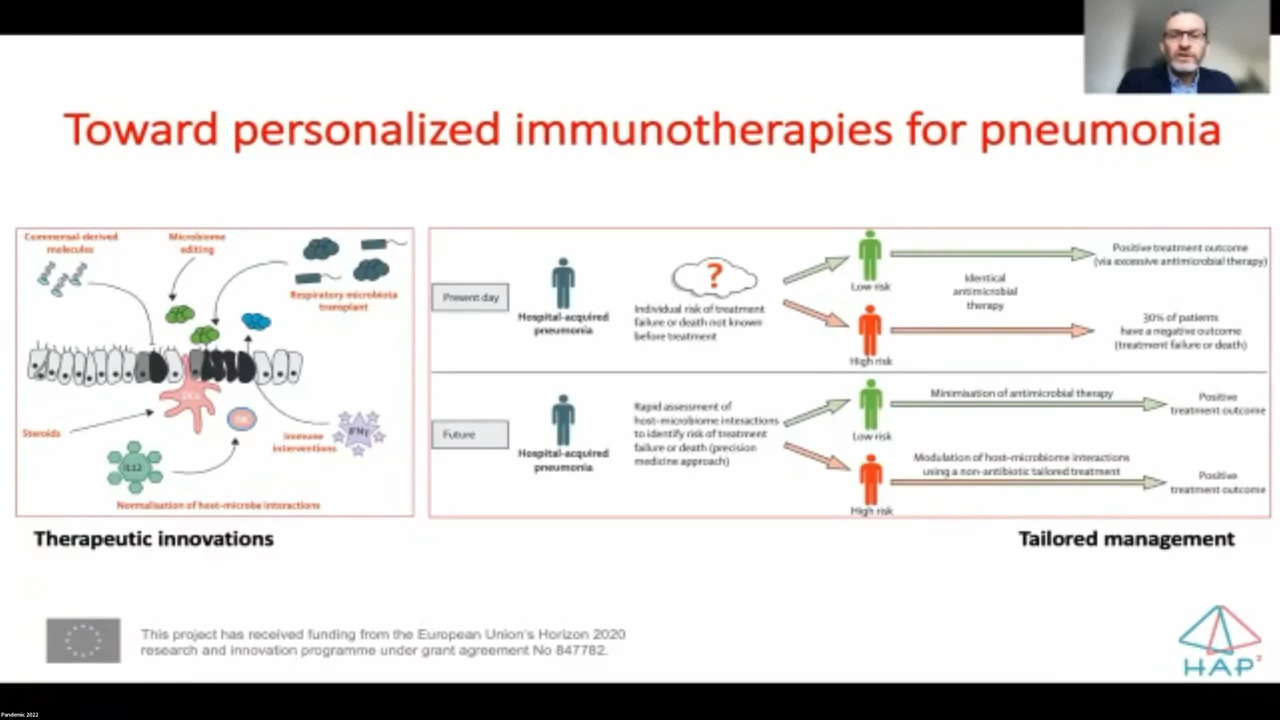 Toward personalized immunotherapies for pneumonia
Commensal-derived
molecules
Microbiome
editing
Respiratory microbiota
transplant
DCs
NK
Steroids
Immune
interventions
IFNγ
IL12
Normalisation of host-microbe interactions
Present day
Hospital-acquired
pneumonia
?
Individual risk of treatment
failure or death not known
before treatment
Low risk
High risk
Identical
antimicrobial
therapy
Positive treatment outcome
(via excessive antimicrobial therapy)
30% of patients
have a negative outcome
(treatment failure or death)
Future
Hospital-acquired
pneumonia
Rapid assessment of
host-microbiome interactions
to identify risk of treatment
failure or death (precision
medicine approach)
Low risk
High risk
Minimisation of antimicrobial therapy
Positive
treatment outcome
Modulation of host-microbiome interactions
using a non-antibiotic tailored treatment
Positive
treatment outcome
Therapeutic innovations
Tailored management
This project has received funding from the European Union's Horizon 2020
research and innovation programme under grant agreement No 847782.
HAP²
Pandemic 2022